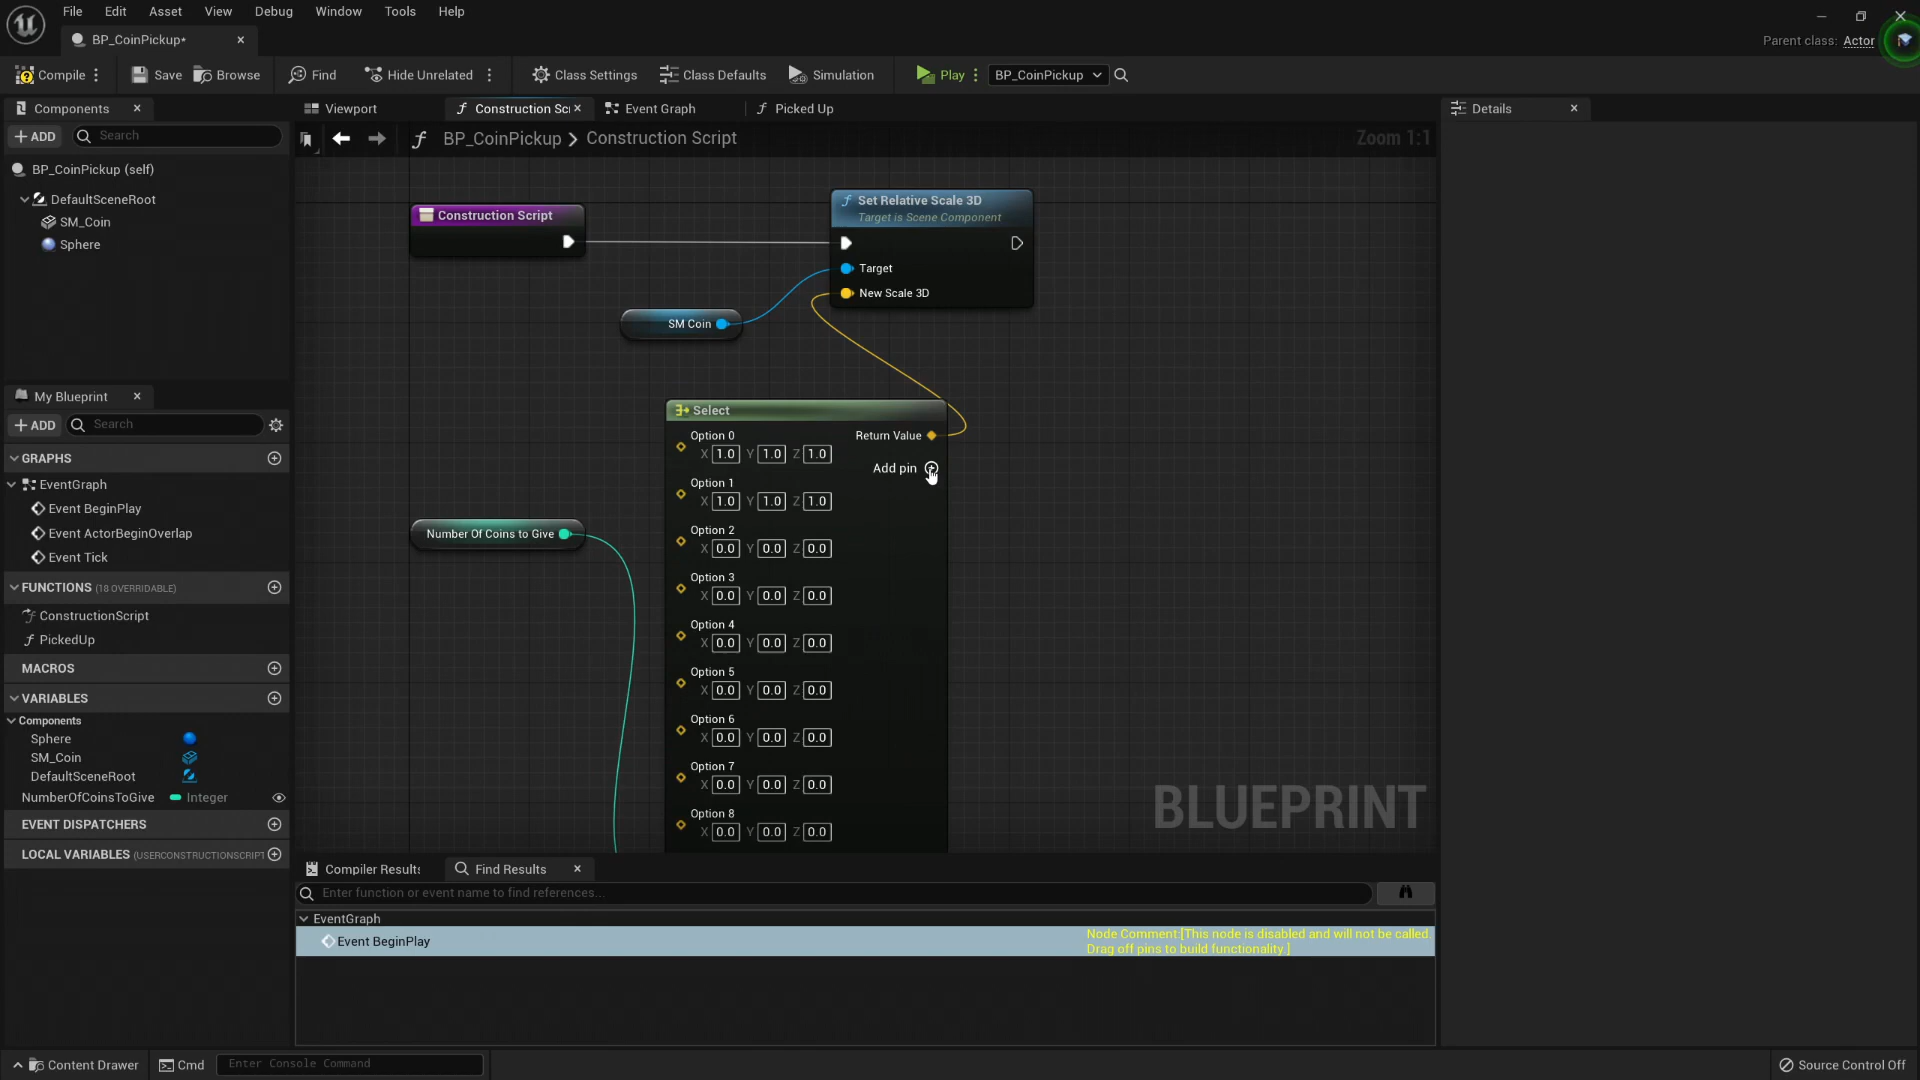 File Edit Asset View Debug Window Tools Help
BP_CoinPickup*
Parent class: Actor
Compile Save Browse Find Hide Unrelated Class Settings Class Defaults Simulation Play BP_CoinPickup
Components
Viewport Construction Scr Event Graph Picked Up
Details
ADD Search
BP_CoinPickup > Construction Script
Zoom 1:1
BP_CoinPickup (self)
DefaultSceneRoot
SM_Coin
Sphere
Construction Script
Set Relative Scale 3D
Target is Scene Component
Target
New Scale 3D
SM Coin
My Blueprint
ADD Search
GRAPHS
EventGraph
Event BeginPlay
Event ActorBeginOverlap
Event Tick
FUNCTIONS (18 OVERRIDABLE)
ConstructionScript
PickedUp
MACROS
VARIABLES
Components
Sphere
SM_Coin
DefaultSceneRoot
NumberOfCoinsToGive Integer
EVENT DISPATCHERS
LOCAL VARIABLES (USERCONSTRUCTIONSCRIPT
Select
Option 0 Return Value
X 1.0 Y 1.0 Z 1.0
Add pin
Option 1
X 1.0 Y 1.0 Z 1.0
Option 2
X 0.0 Y 0.0 Z 0.0
Number Of Coins to Give
Option 3
X 0.0 Y 0.0 Z 0.0
Option 4
X 0.0 Y 0.0 Z 0.0
Option 5
X 0.0 Y 0.0 Z 0.0
Option 6
X 0.0 Y 0.0 Z 0.0
Option 7
X 0.0 Y 0.0 Z 0.0
Option 8
X 0.0 Y 0.0 Z 0.0
BLUEPRINT
Compiler Results Find Results
Enter function or event name to find references...
EventGraph
Event BeginPlay
Node Comment:[This node is disabled and will not be called.
Drag off pins to build functionality.]
Content Drawer Cmd Enter Console Command Source Control Off